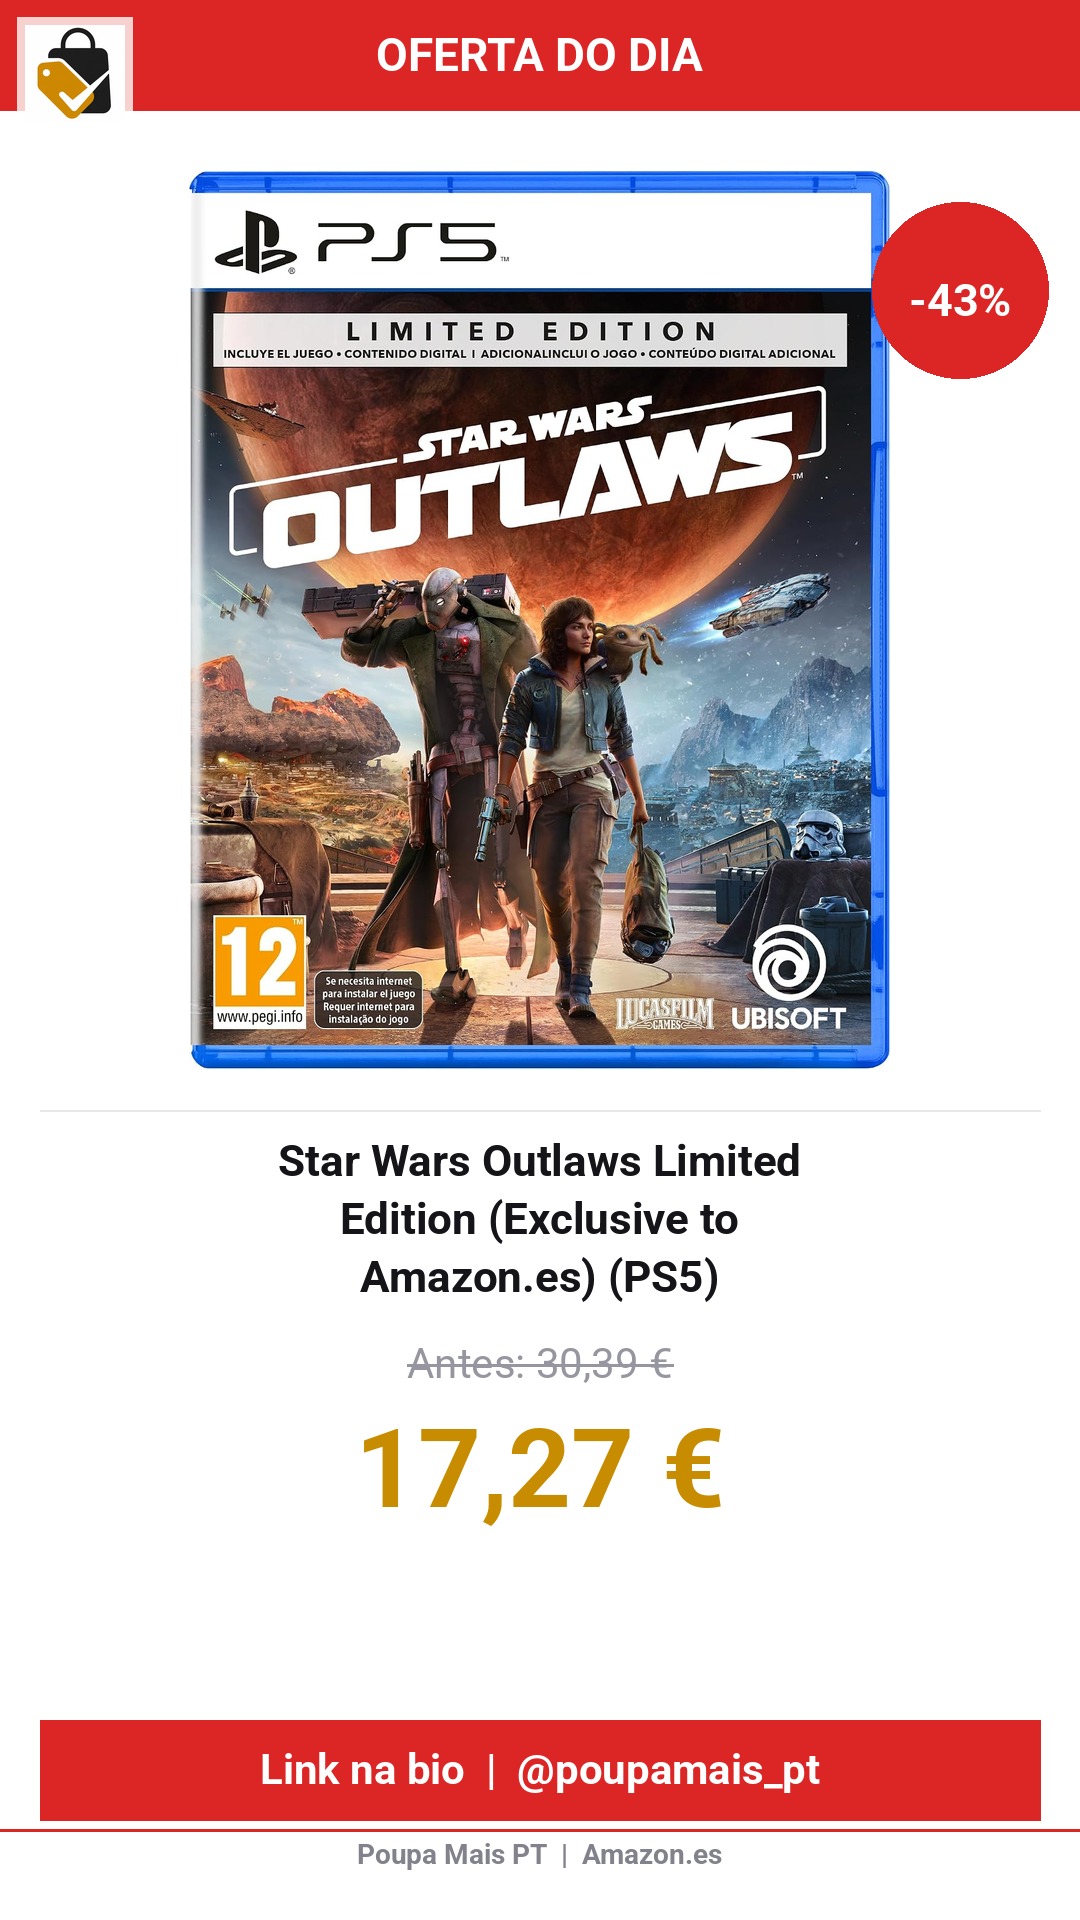 OFERTA DO DIA
PS5
-43%
LIMITED EDITION
INCLUYE EL JUEGO • CONTENIDO DIGITAL I ADICIONALINCLUI O JOGO • CONTEÚDO DIGITAL ADICIONAL
STAR WARS
OUTLAWS
12
www.pegi.info
Se necesita internet
para instalar el juego
Requer internet para
instalação do jogo
LUCASFILM
GAMES
UBISOFT
Star Wars Outlaws Limited
Edition (Exclusive to
Amazon.es) (PS5)
Antes: 30,39 €
17,27 €
Link na bio | @poupamais_pt
Poupa Mais PT | Amazon.es